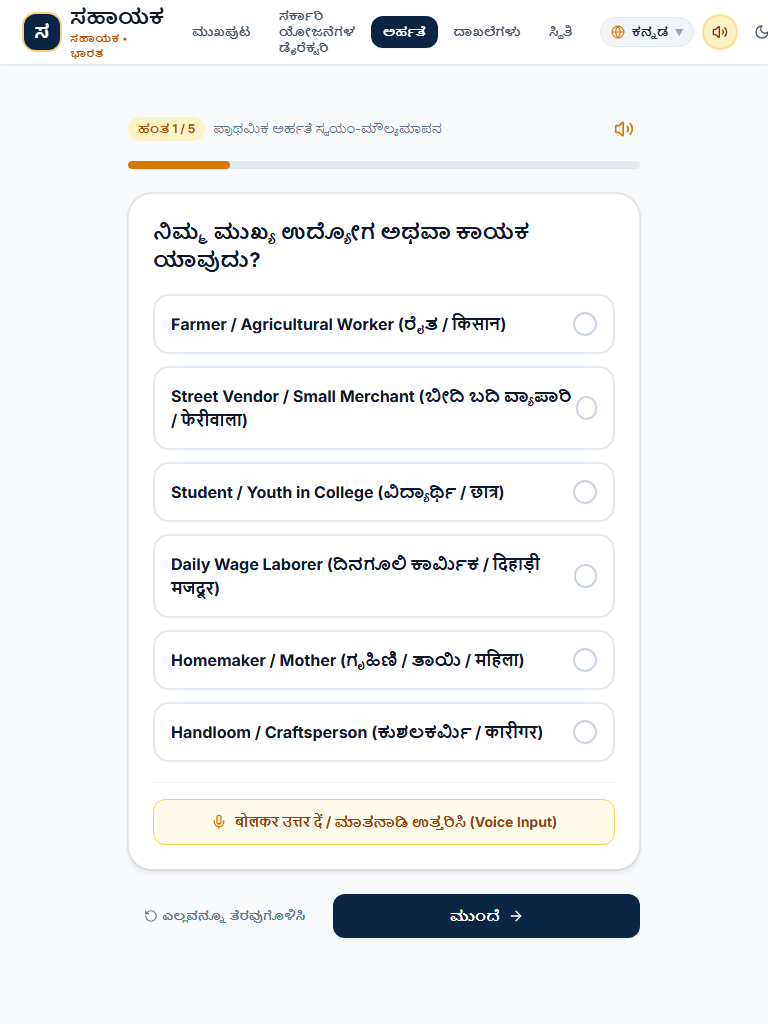 ಸ
ಸಹಾಯಕ
ಸಹಾಯಕ •
ಭಾರತ
ಮುಖಪುಟ
ಸರ್ಕಾರಿ
ಯೋಜನೆಗಳ
ಡೈರೆಕ್ಟರಿ
ಅರ್ಹತೆ
ದಾಖಲೆಗಳು
ಸ್ಥಿತಿ
ಕನ್ನಡ
ಹಂತ 1 / 5
ಪ್ರಾಥಮಿಕ ಅರ್ಹತೆ ಸ್ವಯಂ-ಮೌಲ್ಯಮಾಪನ
ನಿಮ್ಮ ಮುಖ್ಯ ಉದ್ಯೋಗ ಅಥವಾ ಕಾಯಕ
ಯಾವುದು?
Farmer / Agricultural Worker (ರೈತ / किसान)
Street Vendor / Small Merchant (ಬೀದಿ ಬದಿ ವ್ಯಾಪಾರಿ
/ फेरीवाला)
Student / Youth in College (ವಿದ್ಯಾರ್ಥಿ / छात्र)
Daily Wage Laborer (ದಿನಗೂಲಿ ಕಾರ್ಮಿಕ / दिहाड़ी
मजदूर)
Homemaker / Mother (ಗೃಹಿಣಿ / ತಾಯಿ / महिला)
Handloom / Craftsperson (ಕುಶಲಕರ್ಮಿ / कारीगर)
बोलकर उत्तर दें / ಮಾತನಾಡಿ ಉತ್ತರಿಸಿ (Voice Input)
ಎಲ್ಲವನ್ನೂ ತೆರವುಗೊಳಿಸಿ
ಮುಂದೆ